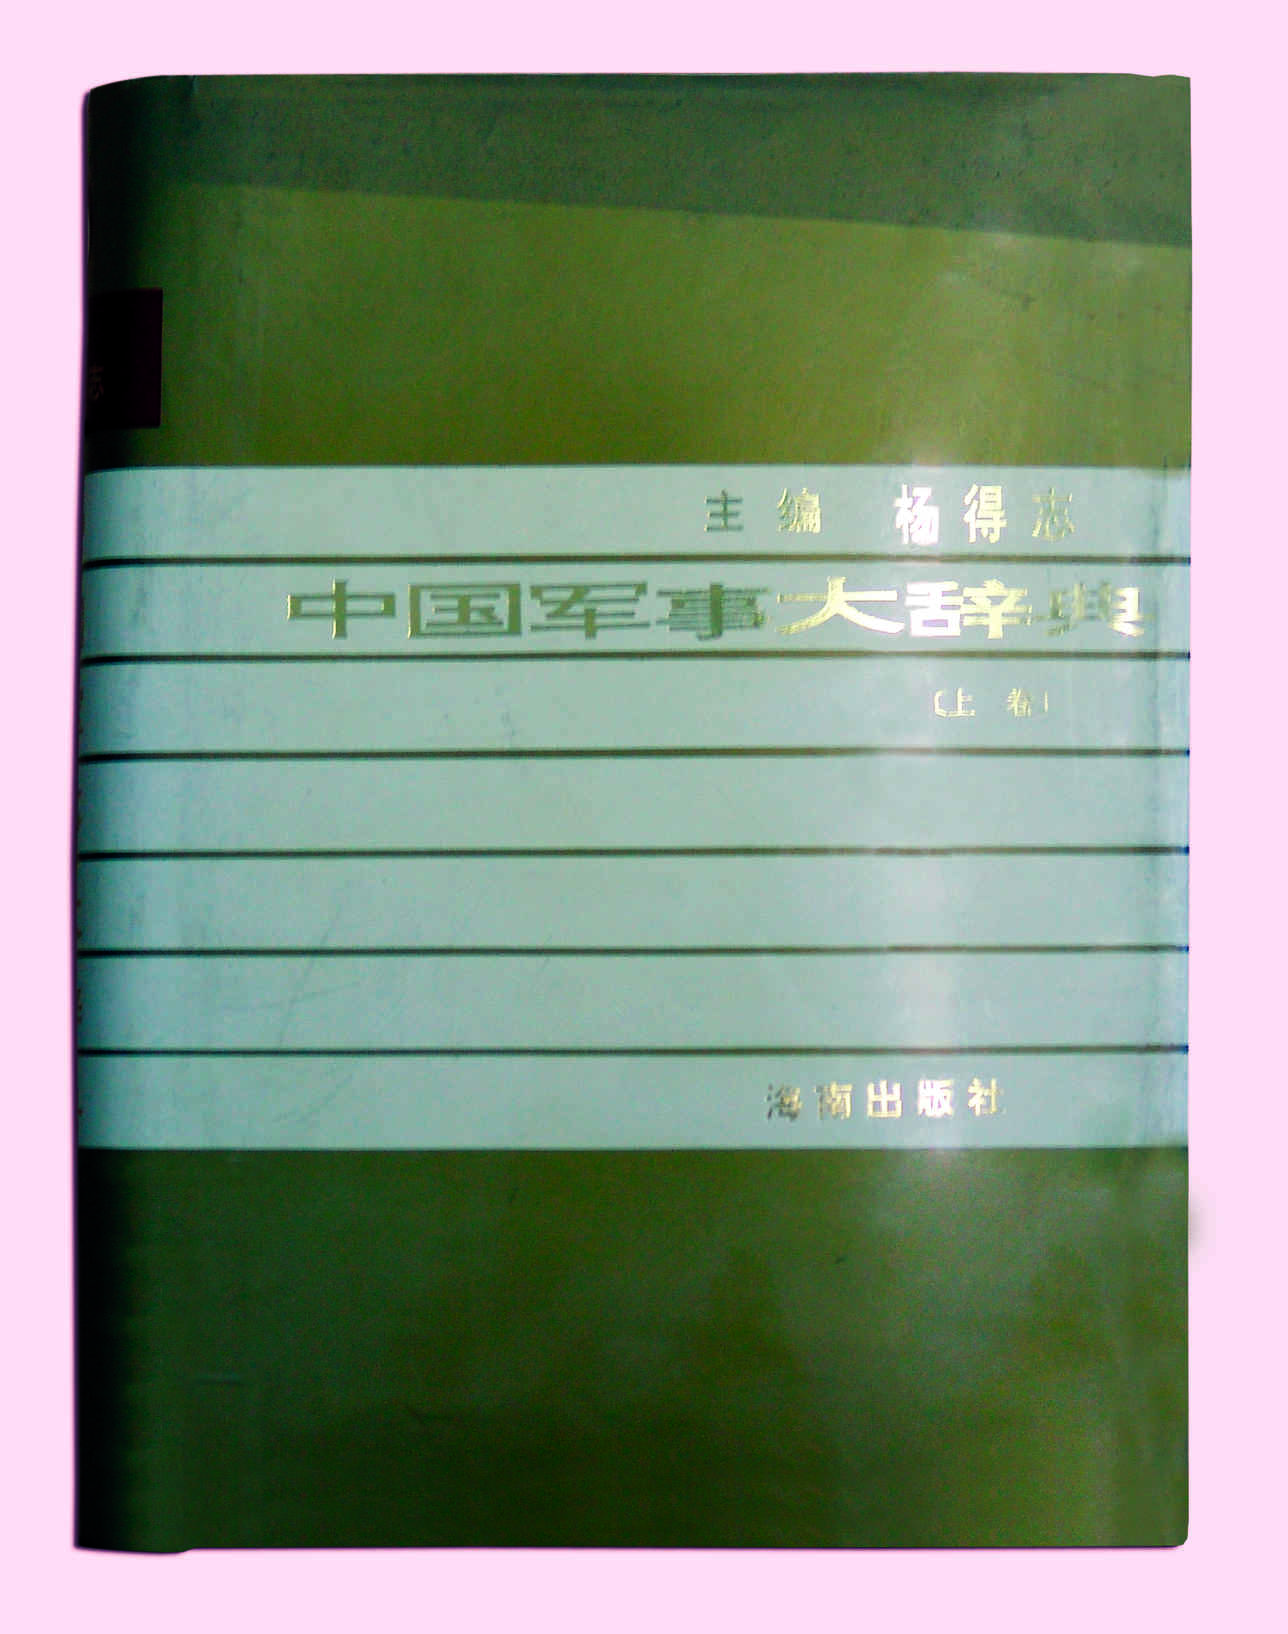 主编 杨得志
中国军事大辞典
〔上卷〕
海南出版社
志